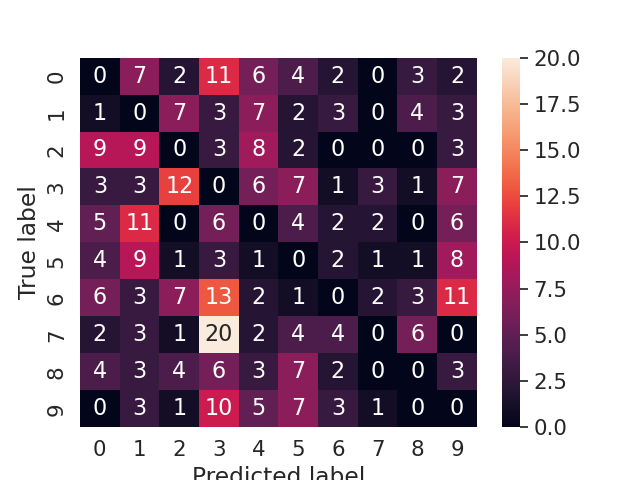 0 0 7 2 11 6 4 2 0 3 2
1 1 0 7 3 7 2 3 0 4 3
2 9 9 0 3 8 2 0 0 0 3
3 3 3 12 0 6 7 1 3 1 7
4 5 11 0 6 0 4 2 2 0 6
5 4 9 1 3 1 0 2 1 1 8
6 6 3 7 13 2 1 0 2 3 11
7 2 3 1 20 2 4 4 0 6 0
8 4 3 4 6 3 7 2 0 0 3
9 0 3 1 10 5 7 3 1 0 0
0 1 2 3 4 5 6 7 8 9
True label
Predicted label
20.0
17.5
15.0
12.5
10.0
7.5
5.0
2.5
0.0